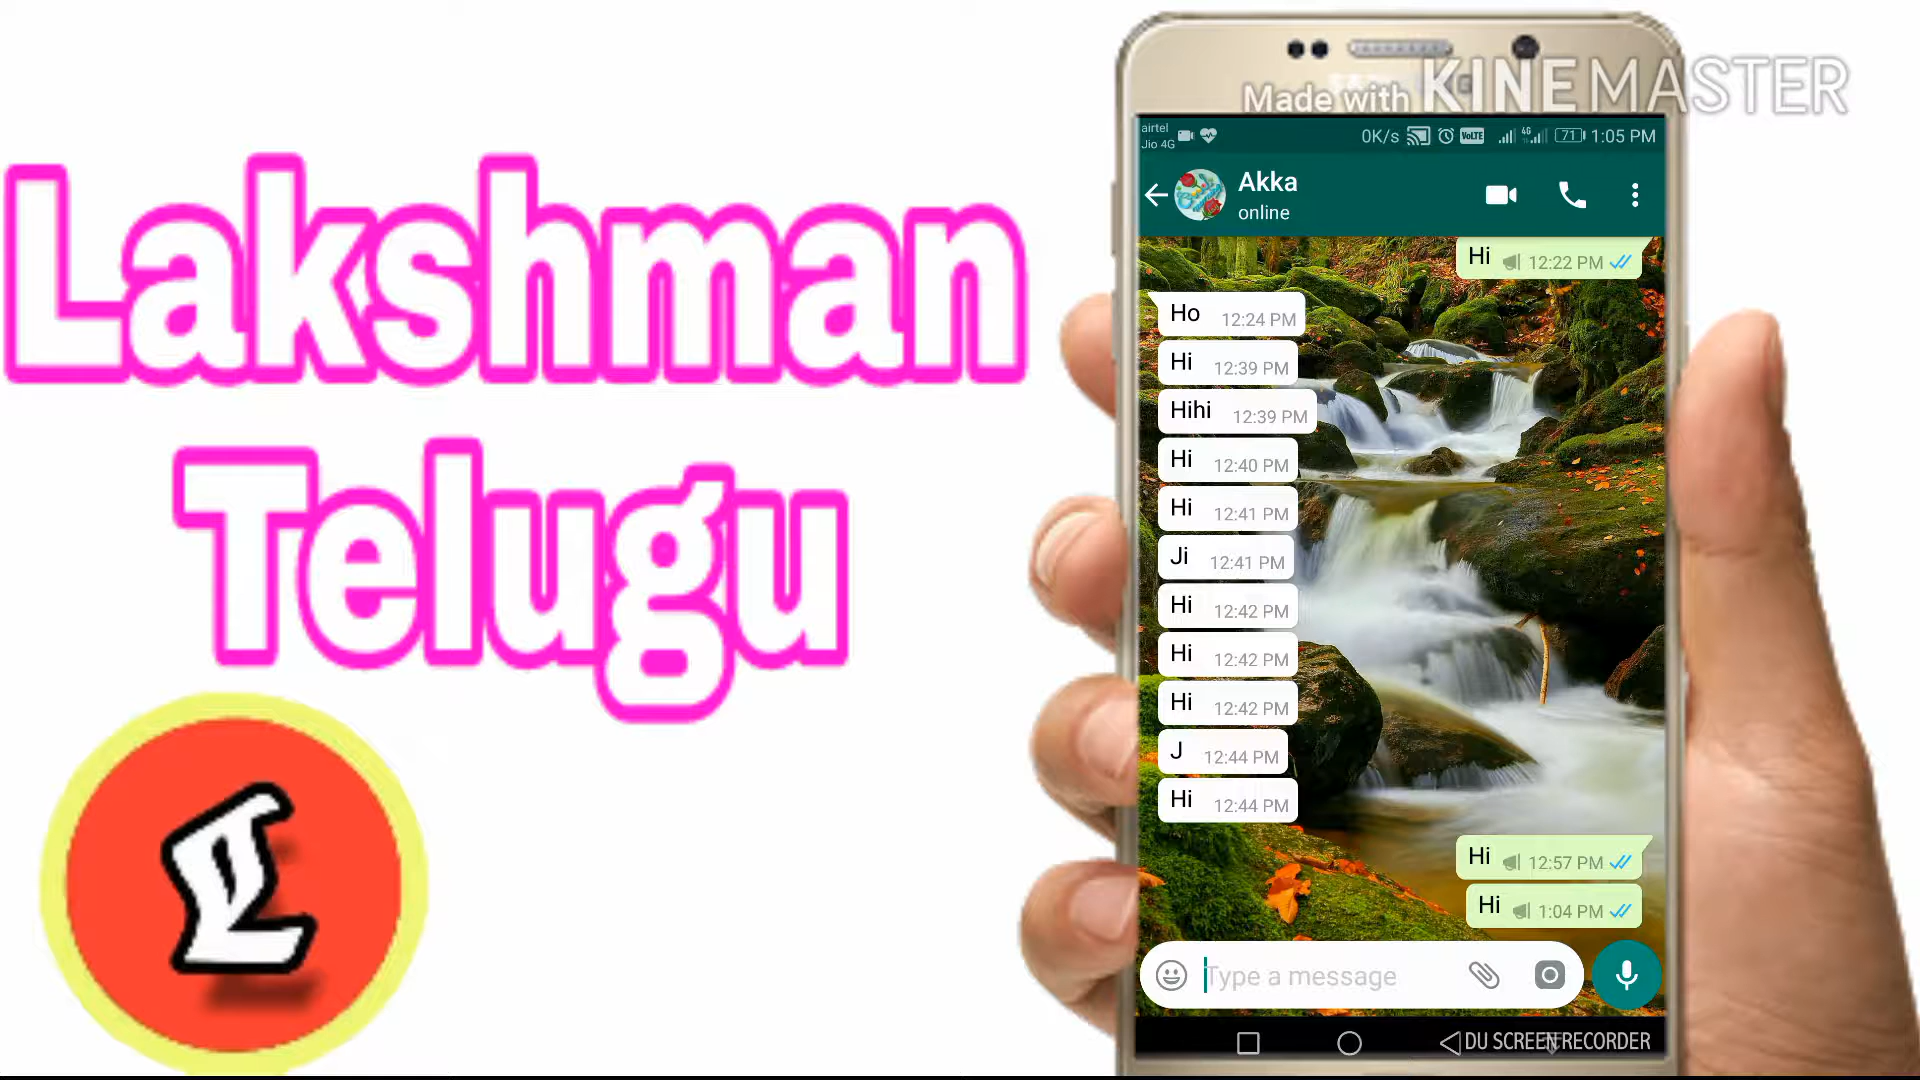 Lakshman
Telugu
L
Made with KINEMASTER
airtel
Jio 4G
0K/s VoLTE 4G 71 1:05 PM
Akka
online
Hi 12:22 PM
Ho 12:24 PM
Hi 12:39 PM
Hihi 12:39 PM
Hi 12:40 PM
Hi 12:41 PM
Ji 12:41 PM
Hi 12:42 PM
Hi 12:42 PM
Hi 12:42 PM
J 12:44 PM
Hi 12:44 PM
Hi 12:57 PM
Hi 1:04 PM
Type a message
DU SCREEN RECORDER